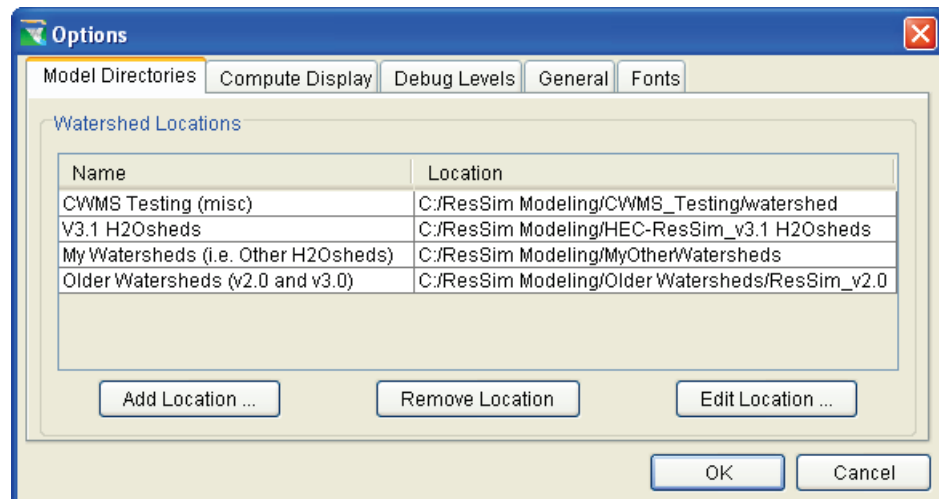 Options
Model Directories Compute Display Debug Levels General Fonts
Watershed Locations
Name Location
CWMS Testing (misc) C:/ResSim Modeling/CWMS_Testing/watershed
V3.1 H2Osheds C:/ResSim Modeling/HEC-ResSim_v3.1 H2Osheds
My Watersheds (i.e. Other H2Osheds) C:/ResSim Modeling/MyOtherWatersheds
Older Watersheds (v2.0 and v3.0) C:/ResSim Modeling/Older Watersheds/ResSim_v2.0
Add Location ... Remove Location Edit Location ...
OK Cancel